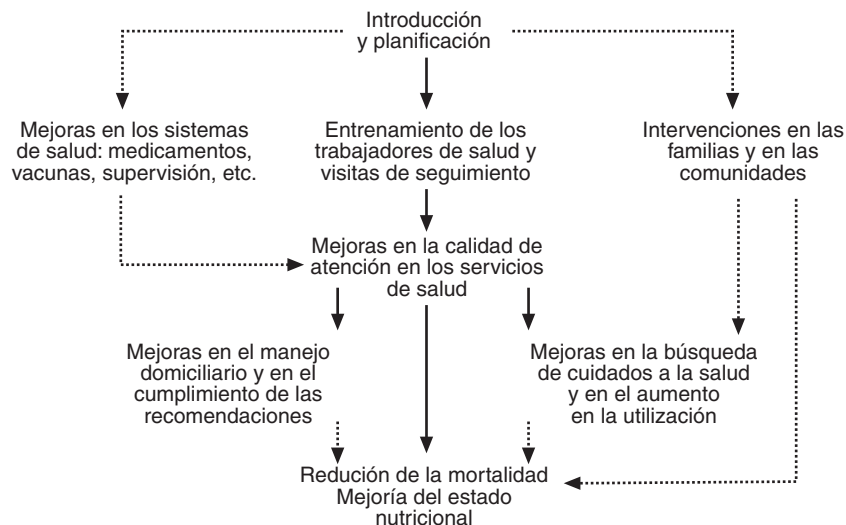 Introducción
y planificación
Mejoras en los sistemas
de salud: medicamentos,
vacunas, supervisión, etc.
Entrenamiento de los
trabajadores de salud y
visitas de seguimiento
Intervenciones en las
familias y en las
comunidades
Mejoras en la calidad de
atención en los servicios
de salud
Mejoras en el manejo
domiciliario y en el
cumplimiento de las
recomendaciones
Mejoras en la búsqueda
de cuidados a la salud
y en el aumento
en la utilización
Redución de la mortalidad
Mejoría del estado
nutricional